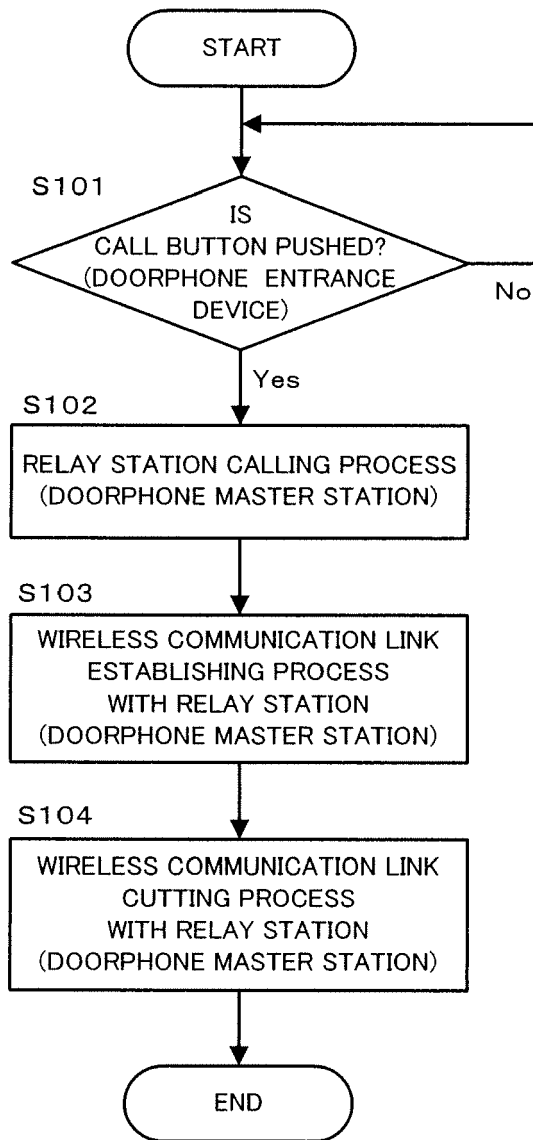 START
S101
IS
CALL BUTTON PUSHED?
(DOORPHONE ENTRANCE
DEVICE)
No
Yes
S102
RELAY STATION CALLING PROCESS
(DOORPHONE MASTER STATION)
S103
WIRELESS COMMUNICATION LINK
ESTABLISHING PROCESS
WITH RELAY STATION
(DOORPHONE MASTER STATION)
S104
WIRELESS COMMUNICATION LINK
CUTTING PROCESS
WITH RELAY STATION
(DOORPHONE MASTER STATION)
END